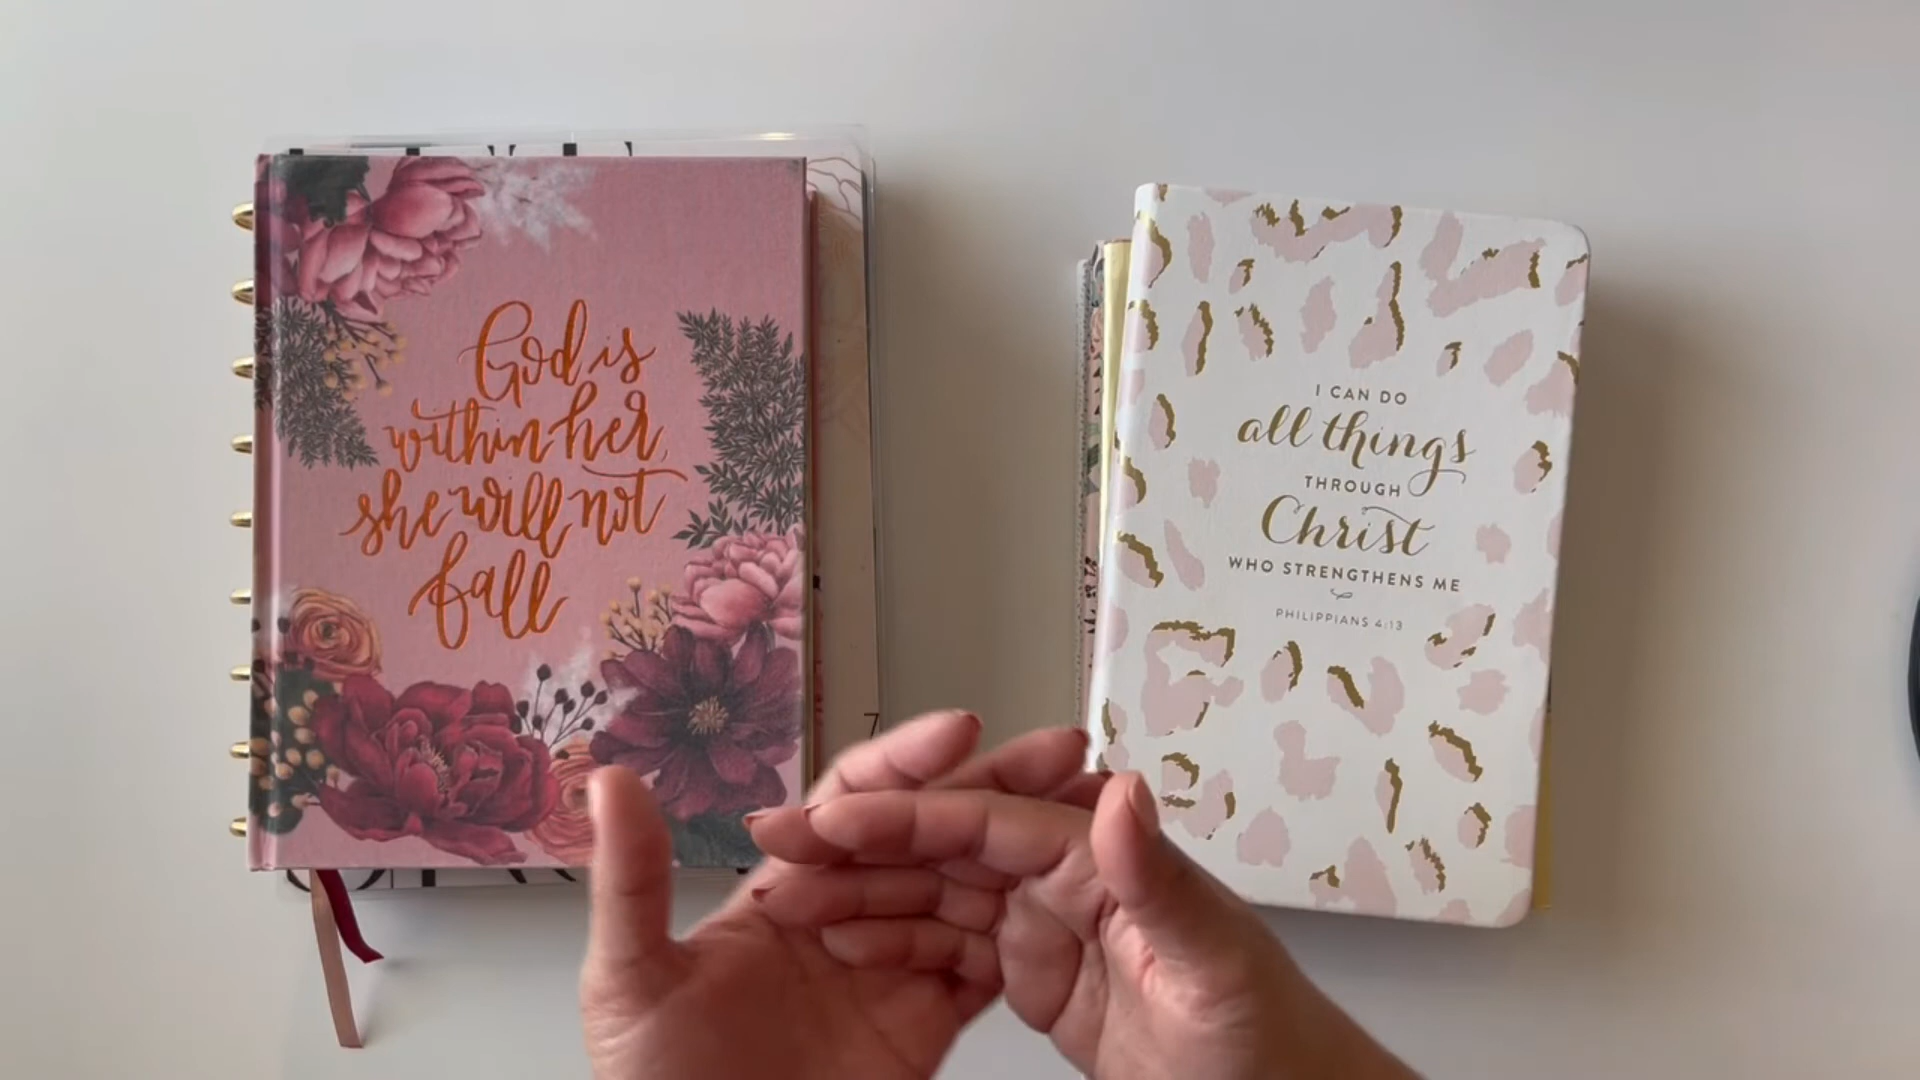 God is
within her,
she will not
fall
I CAN DO
all things
THROUGH
Christ
WHO STRENGTHENS ME
PHILIPPIANS 4:13
7